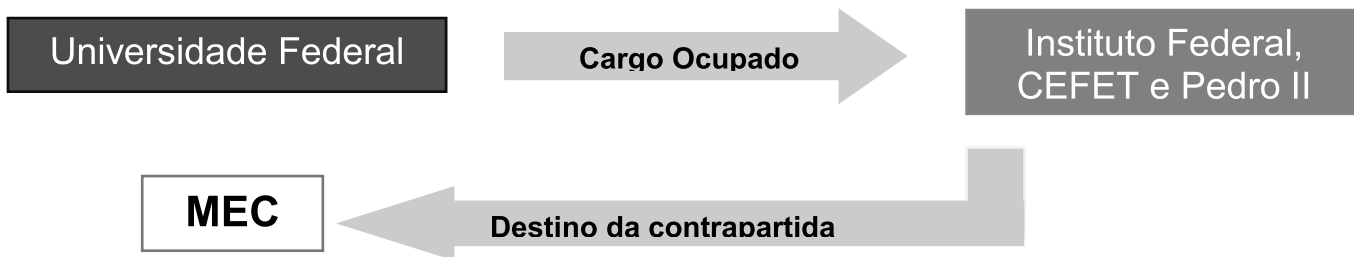 Universidade Federal
Cargo Ocupado
Instituto Federal,
CEFET e Pedro II
MEC
Destino da contrapartida